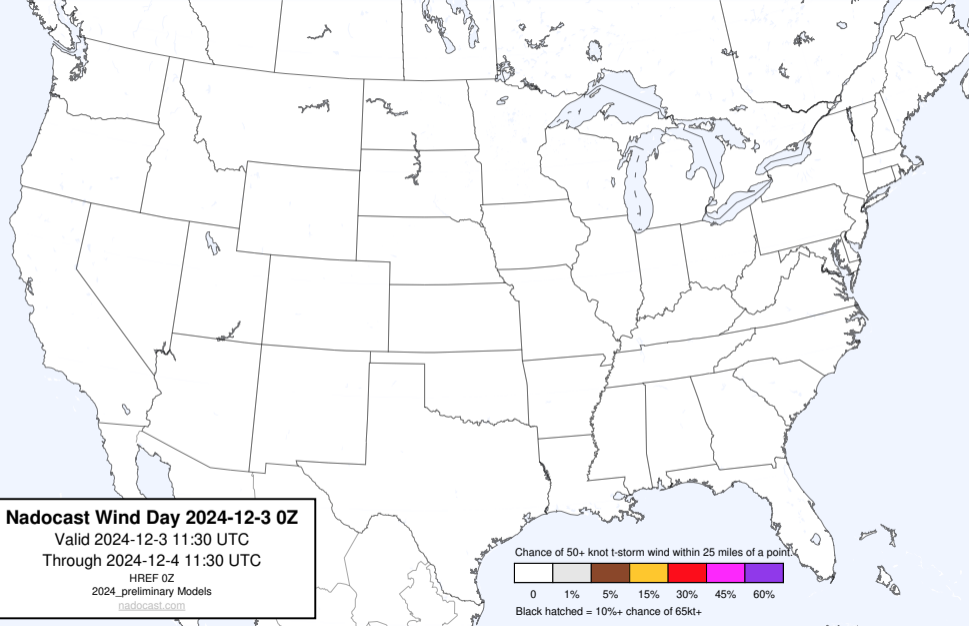 Nadocast Wind Day 2024-12-3 0Z
Valid 2024-12-3 11:30 UTC
Through 2024-12-4 11:30 UTC
HREF 0Z
2024_preliminary Models
nadocast.com
Chance of 50+ knot t-storm wind within 25 miles of a point.
0 1% 5% 15% 30% 45% 60%
Black hatched = 10%+ chance of 65kt+